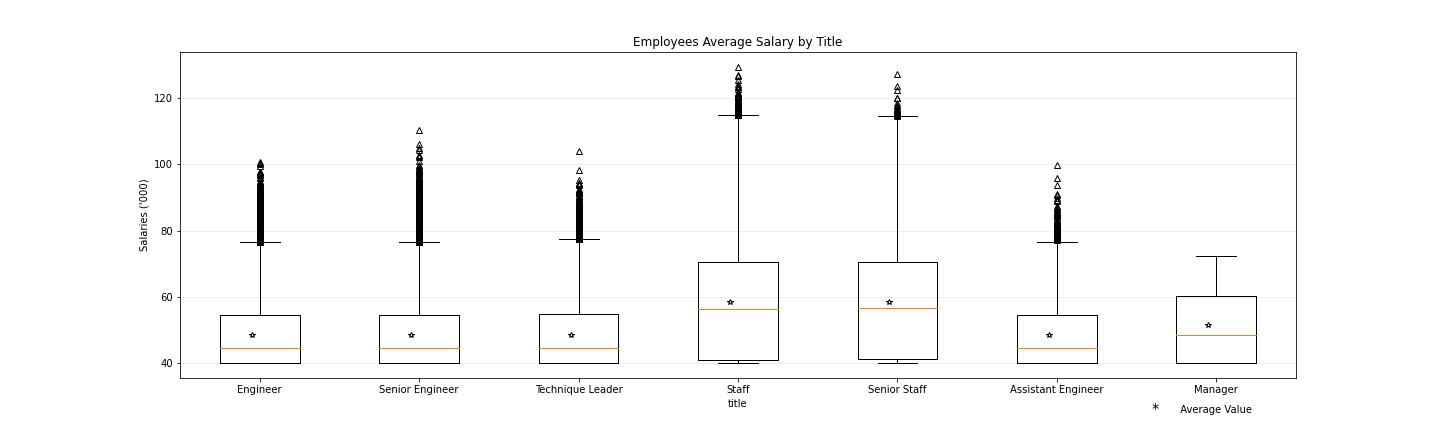 Employees Average Salary by Title
Salaries ('000)
120
100
80
60
40
Engineer Senior Engineer Technique Leader Staff Senior Staff Assistant Engineer Manager
title
* Average Value